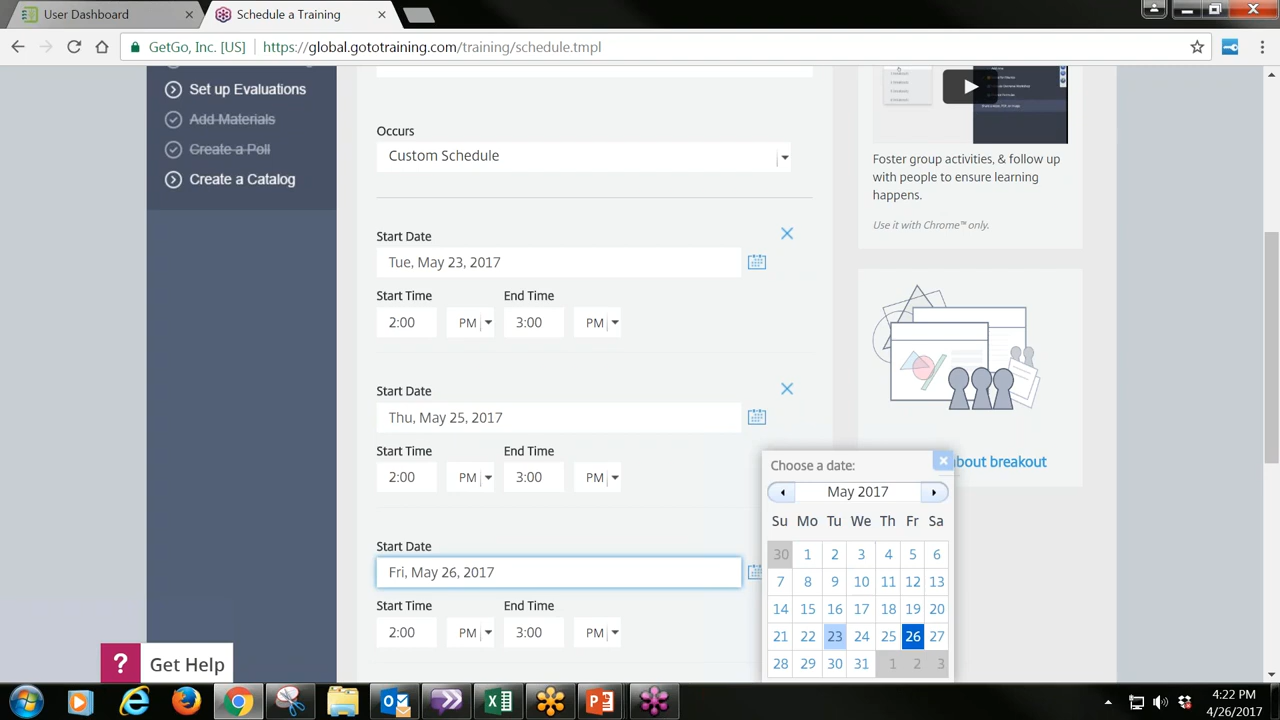 User Dashboard
Schedule a Training
GetGo, Inc. [US]
https://global.gototraining.com/training/schedule.tmpl
Set up Evaluations
Add Materials
Create a Poll
Create a Catalog
Occurs
Custom Schedule
Start Date
Tue, May 23, 2017
Start Time End Time
2:00 PM 3:00 PM
Start Date
Thu, May 25, 2017
Start Time End Time
2:00 PM 3:00 PM
Start Date
Fri, May 26, 2017
Start Time End Time
2:00 PM 3:00 PM
Foster group activities, & follow up
with people to ensure learning
happens.
Use it with Chrome™ only.
about breakout
Choose a date:
May 2017
Su Mo Tu We Th Fr Sa
30 1 2 3 4 5 6
7 8 9 10 11 12 13
14 15 16 17 18 19 20
21 22 23 24 25 26 27
28 29 30 31 1 2 3
? Get Help
4:22 PM
4/26/2017